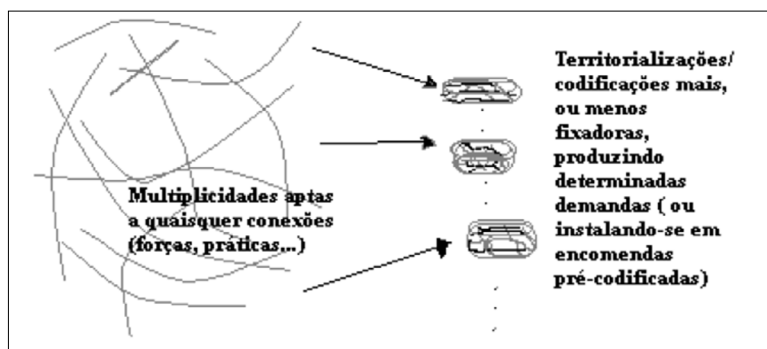 Multiplicidades aptas
a quaisquer conexões
(forças, práticas,..)
Territorializações/
codificações mais,
ou menos
fixadoras,
produzindo
determinadas
demandas ( ou
instalando-se em
encomendas
pré-codificadas)